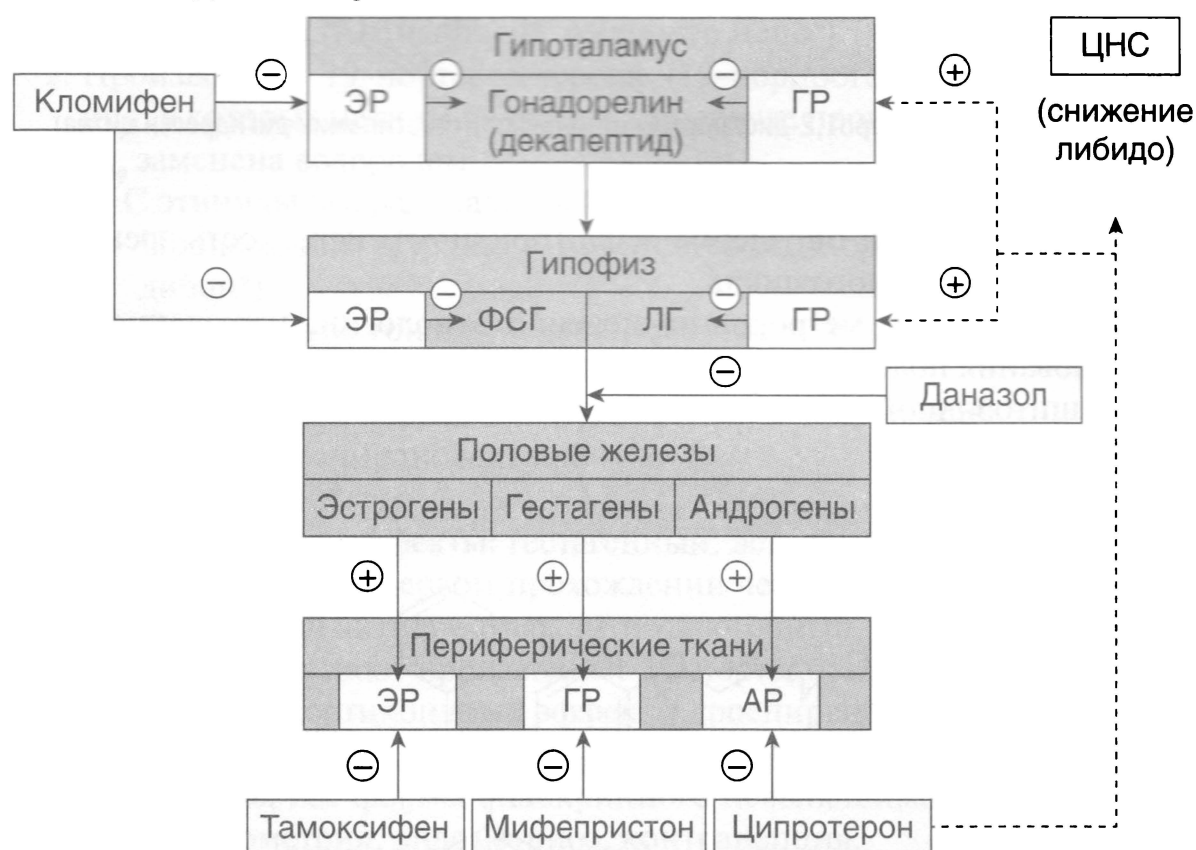 Гипоталамус
ЦНС
(снижение
либидо)
Кломифен
ЭР
Гонадорелин
(декапептид)
ГР
Гипофиз
ЭР
ФСГ
ЛГ
ГР
Даназол
Половые железы
Эстрогены
Гестагены
Андрогены
Периферические ткани
ЭР
ГР
АР
Тамоксифен
Мифепристон
Ципротерон